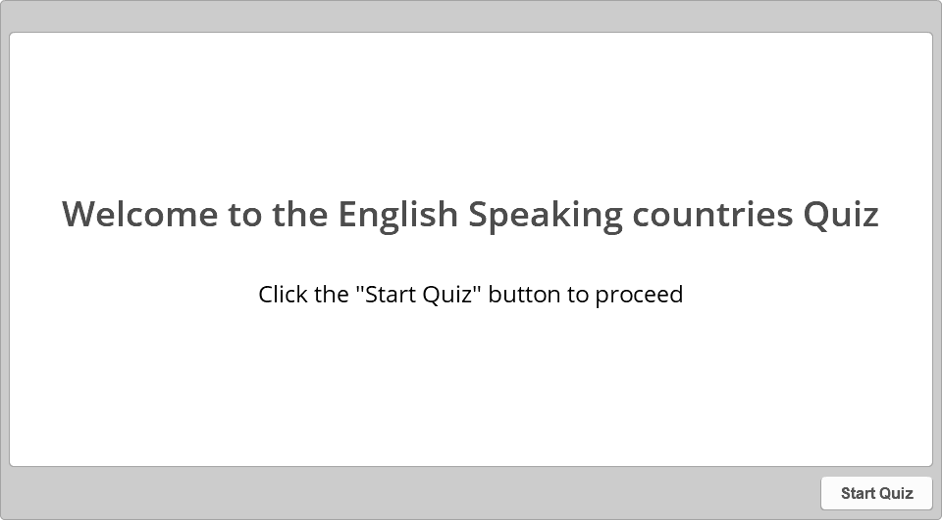 Welcome to the English Speaking countries Quiz
Click the "Start Quiz" button to proceed
Start Quiz